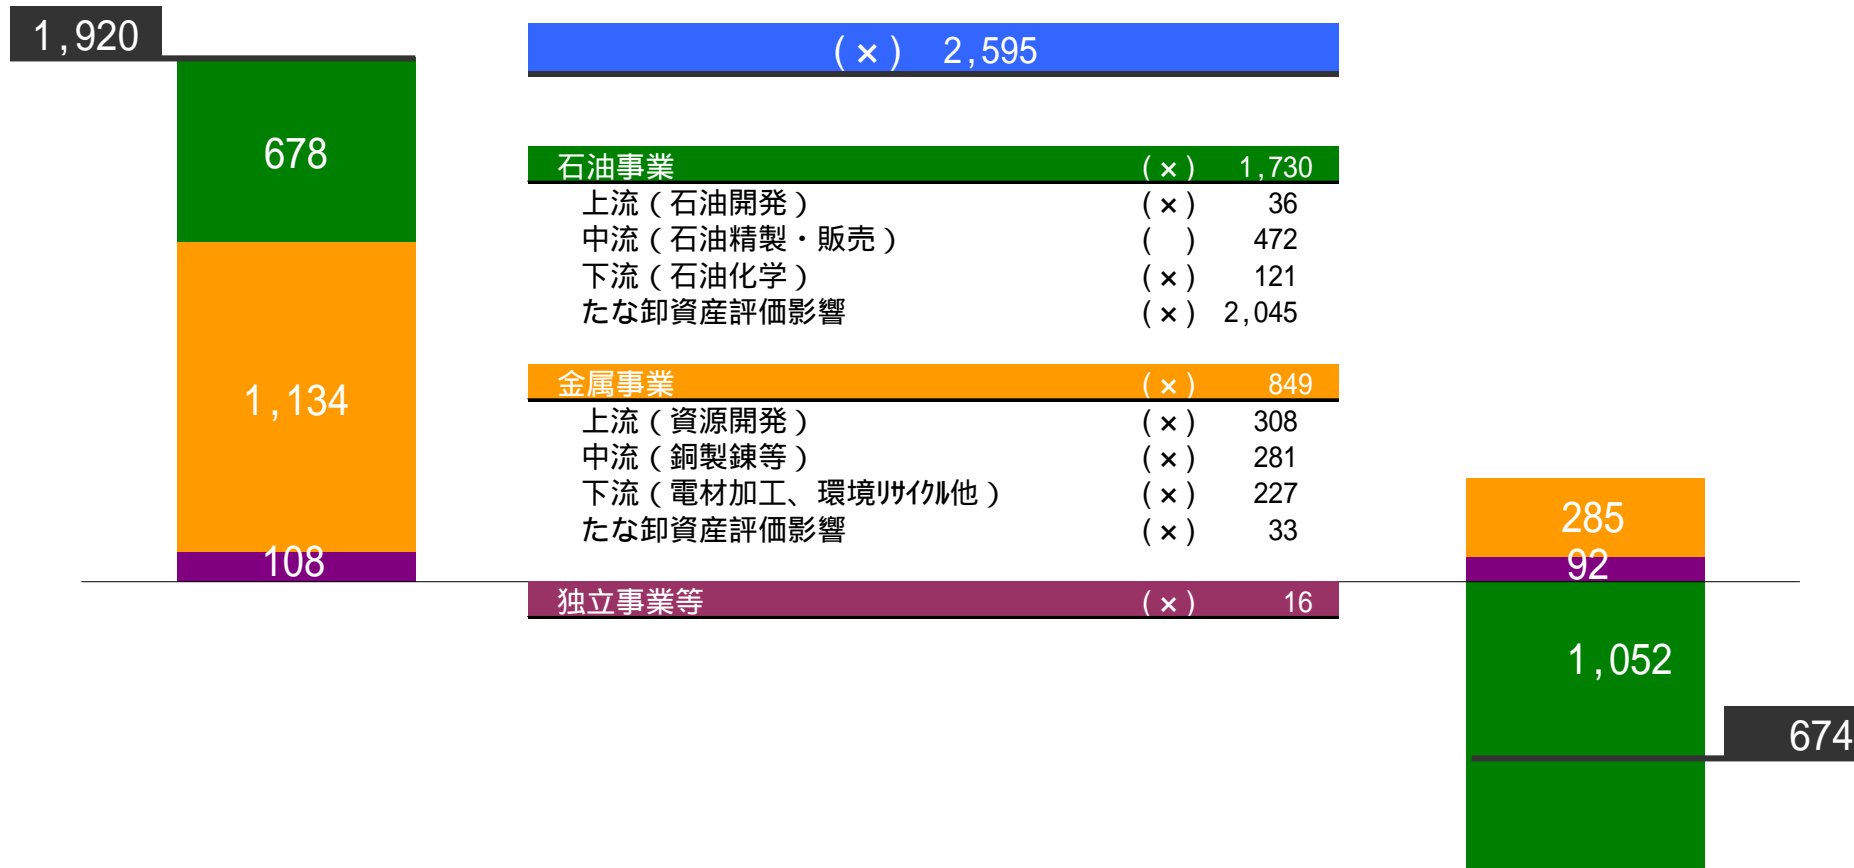 1,920
(×) 2,595
678
石油事業 (×) 1,730
上流(石油開発) (×) 36
中流(石油精製・販売) ( ) 472
下流(石油化学) (×) 121
たな卸資産評価影響 (×) 2,045
1,134
金属事業 (×) 849
上流(資源開発) (×) 308
中流(銅製錬等) (×) 281
下流(電材加工、環境ﾘｻｲｸﾙ他) (×) 227
たな卸資産評価影響 (×) 33
108
独立事業等 (×) 16
285
92
1,052
674